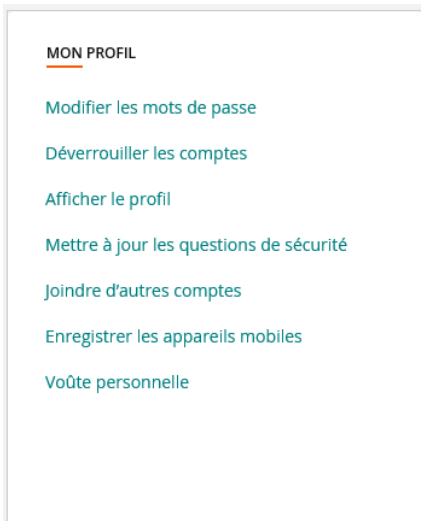 MON PROFIL
Modifier les mots de passe
Déverrouiller les comptes
Afficher le profil
Mettre à jour les questions de sécurité
Joindre d’autres comptes
Enregistrer les appareils mobiles
Voûte personnelle